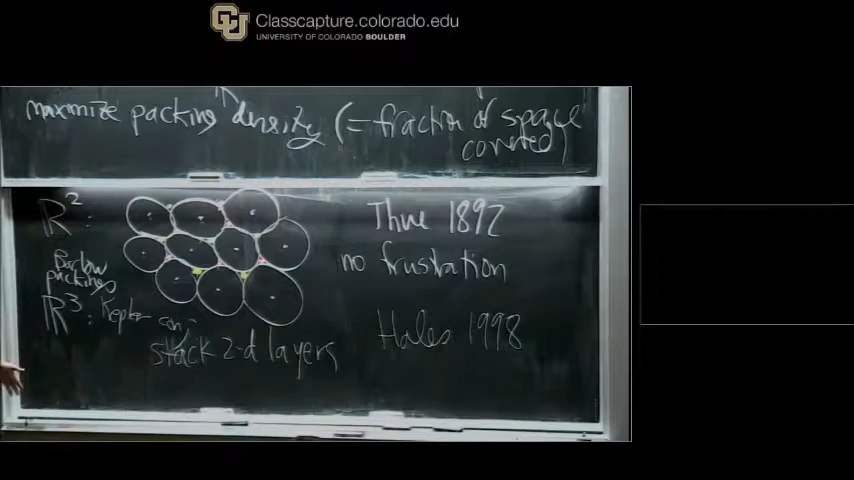 Classcapture.colorado.edu
UNIVERSITY OF COLORADO BOULDER
maximize packing density (= fraction of space covered)
R²:
Thue 1892
no frustration
Barlow packings
R³: Kepler conj
stack 2-d layers
Hales 1998